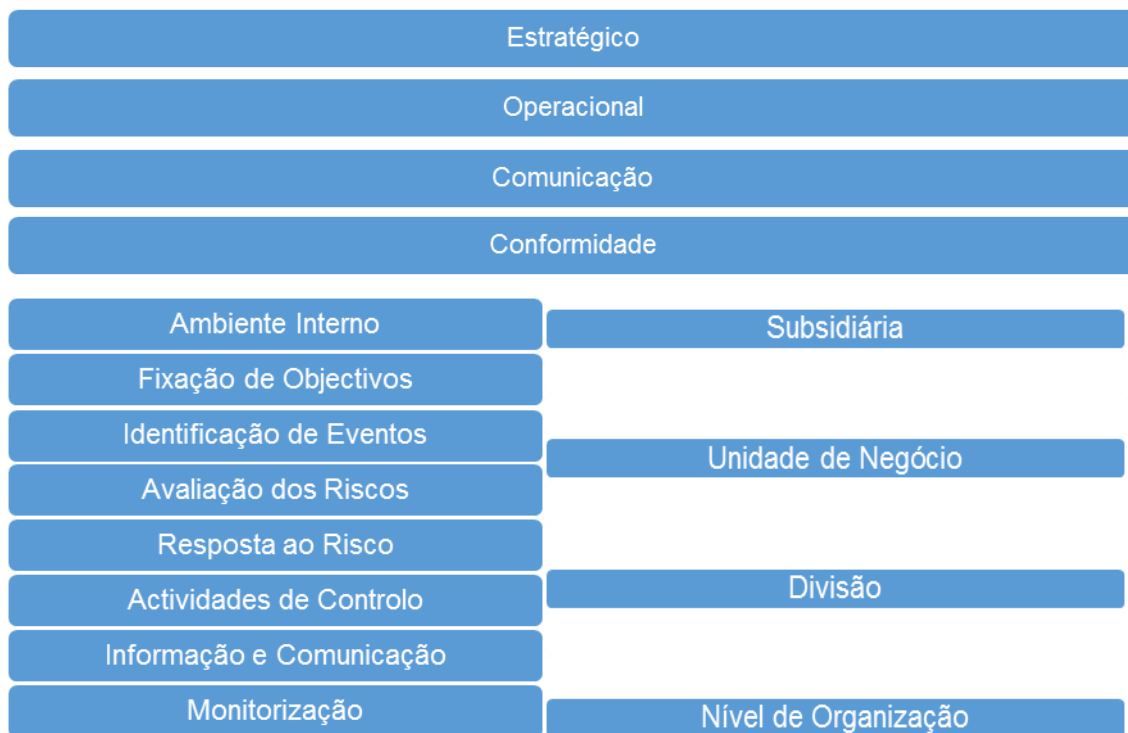 Estratégico
Operacional
Comunicação
Conformidade
Ambiente Interno
Fixação de Objectivos
Identificação de Eventos
Avaliação dos Riscos
Resposta ao Risco
Actividades de Controlo
Informação e Comunicação
Monitorização
Subsidiária
Unidade de Negócio
Divisão
Nível de Organização